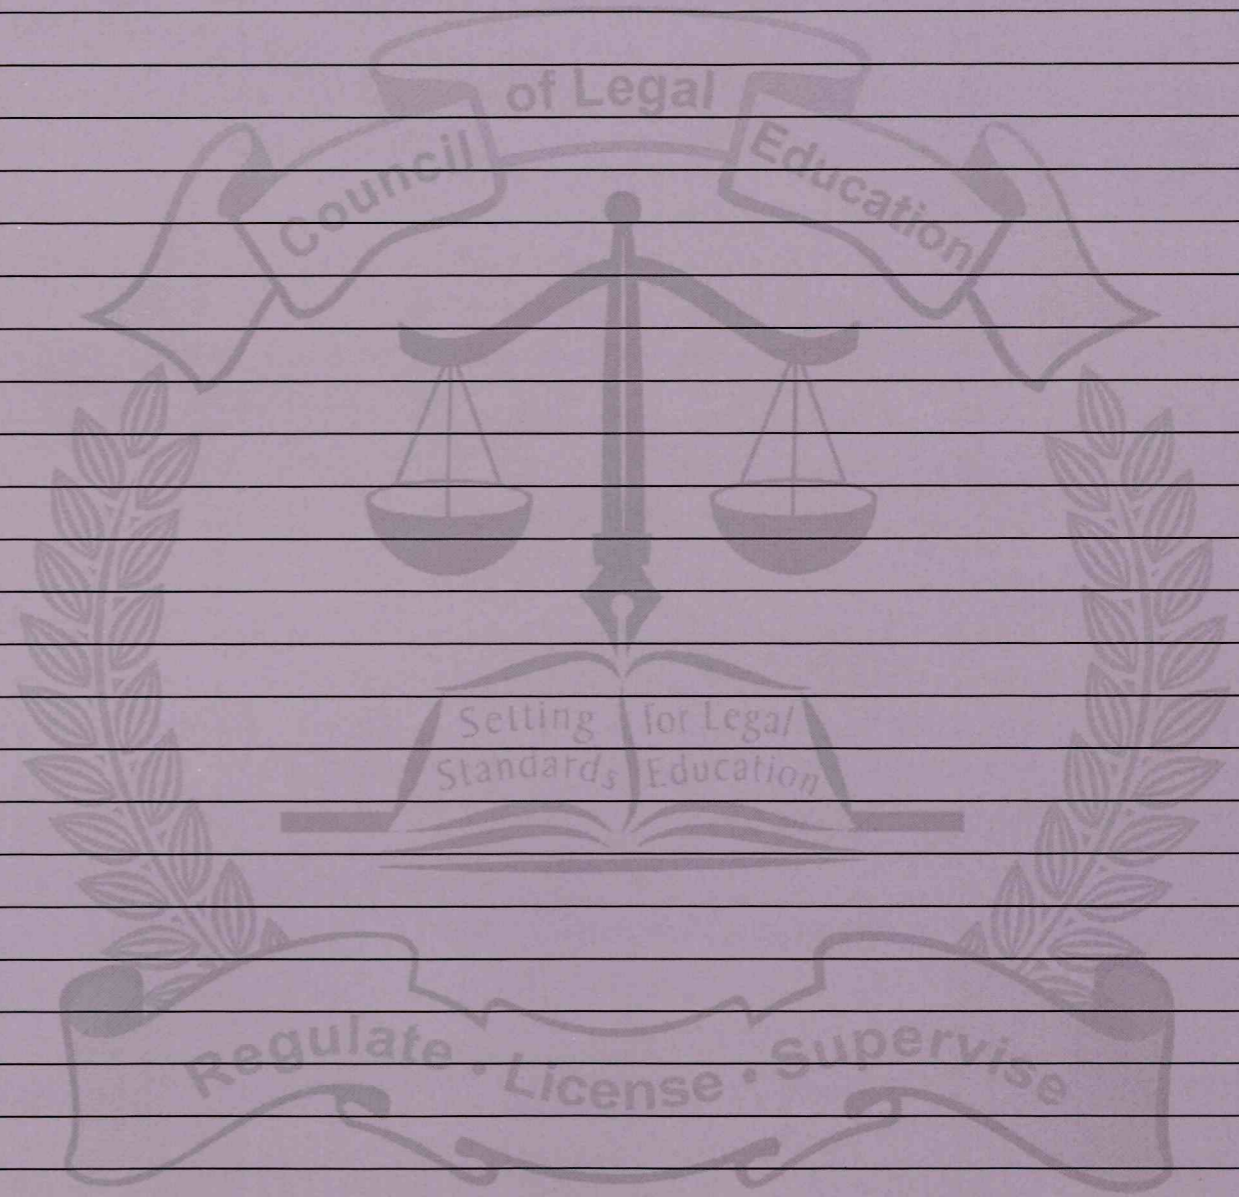 Council of Legal Education
Setting for Legal
Standards Education
Regulate · License · Supervise